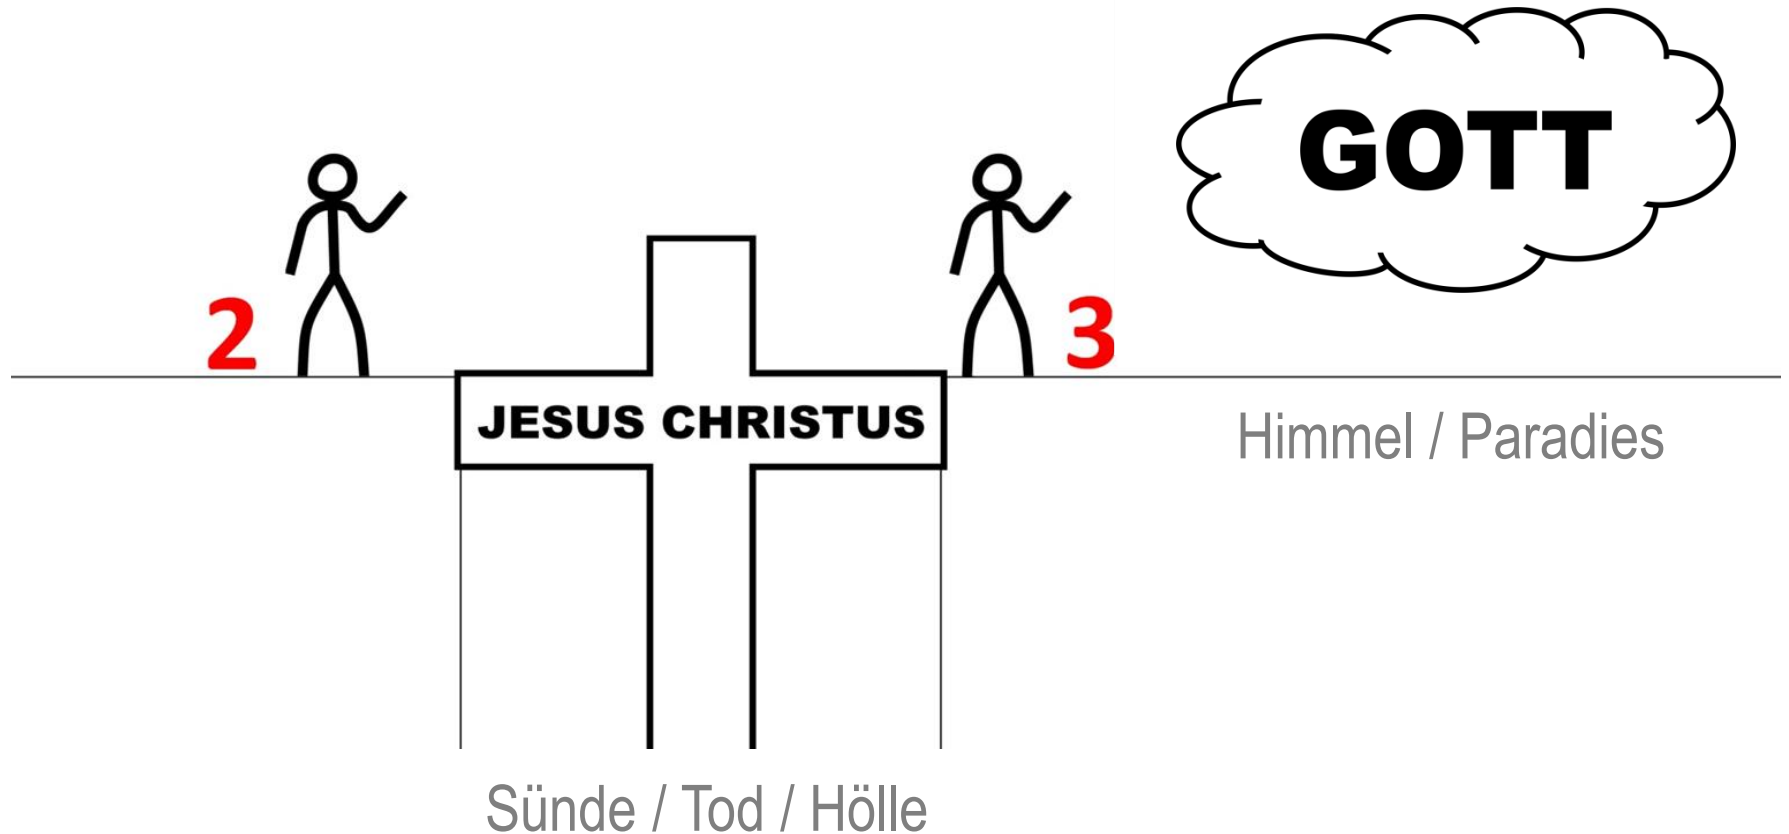 GOTT
2
3
JESUS CHRISTUS
Himmel / Paradies
Sünde / Tod / Hölle